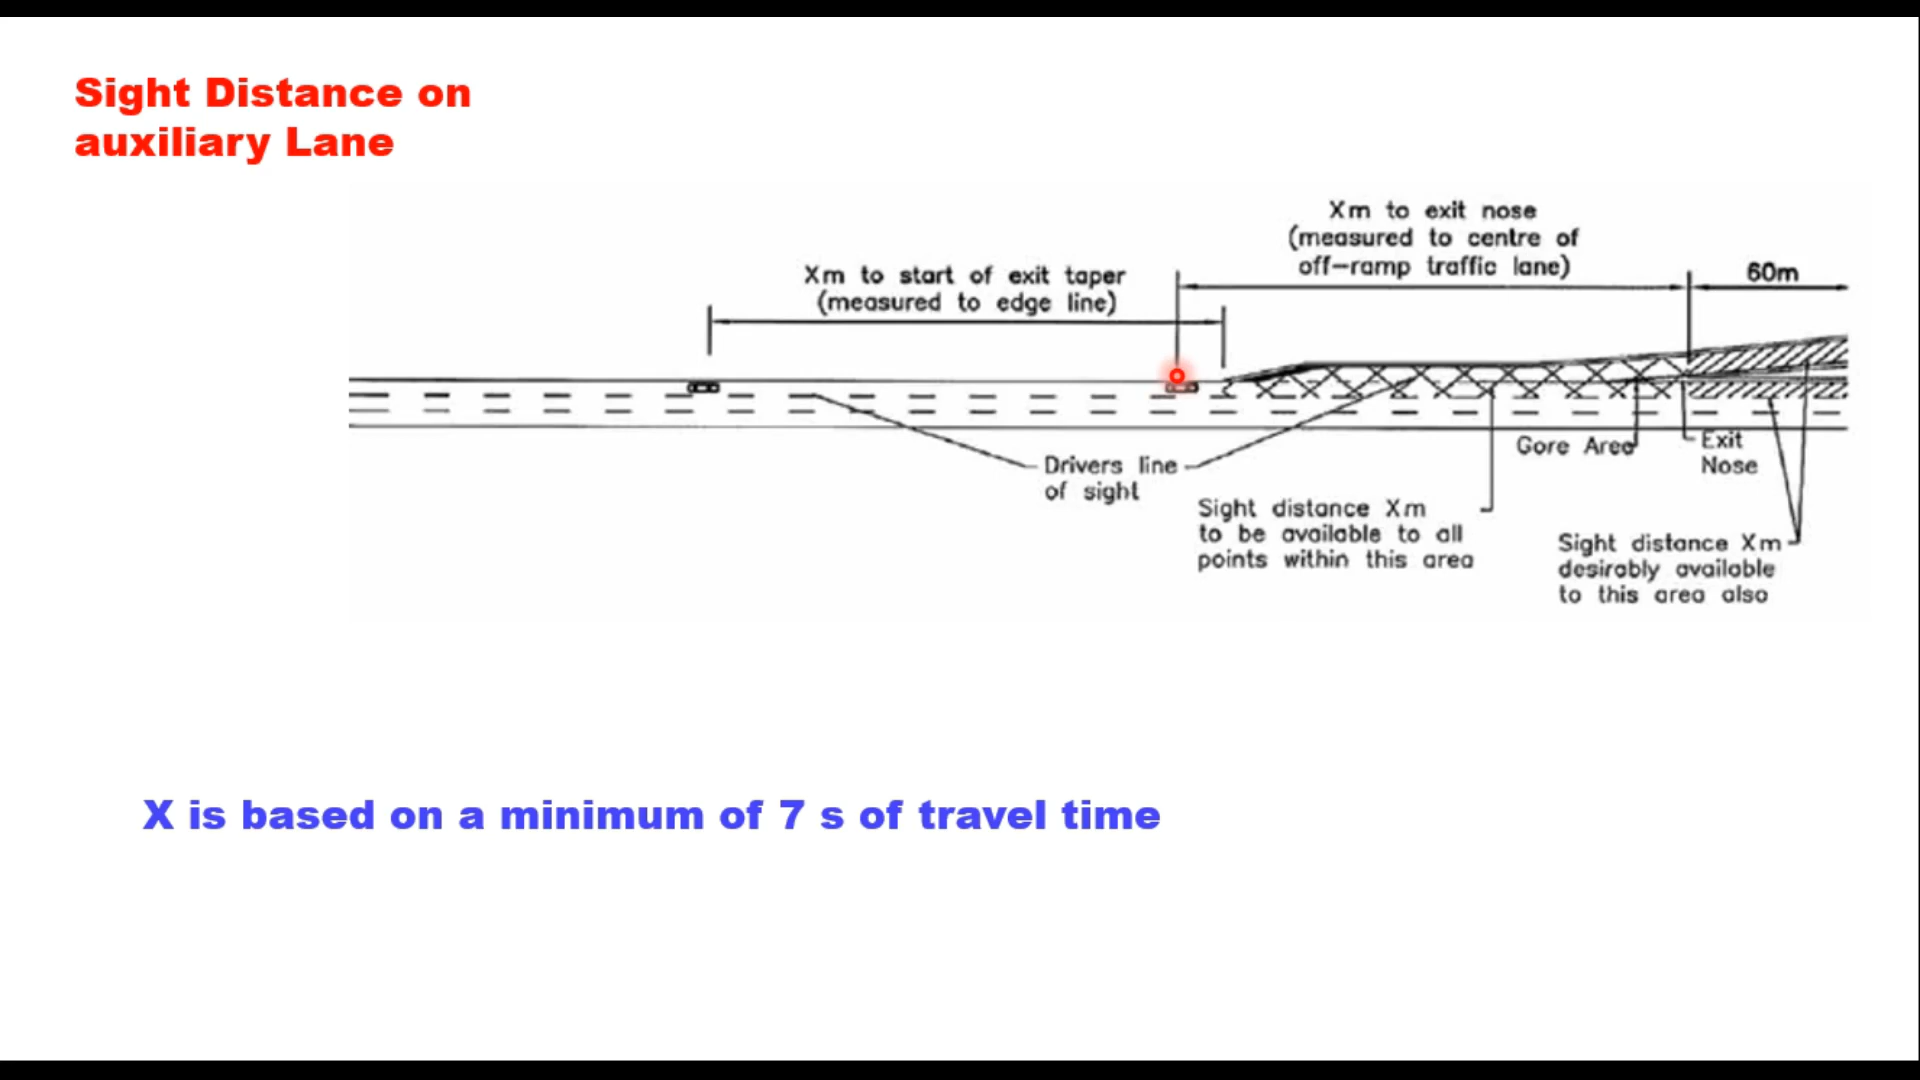 Sight Distance on
auxiliary Lane
Xm to exit nose
(measured to centre of
off-ramp traffic lane)
60m
Xm to start of exit taper
(measured to edge line)
Drivers line
of sight
Gore Area
Exit
Nose
Sight distance Xm
to be available to all
points within this area
Sight distance Xm
desirably available
to this area also
X is based on a minimum of 7 s of travel time